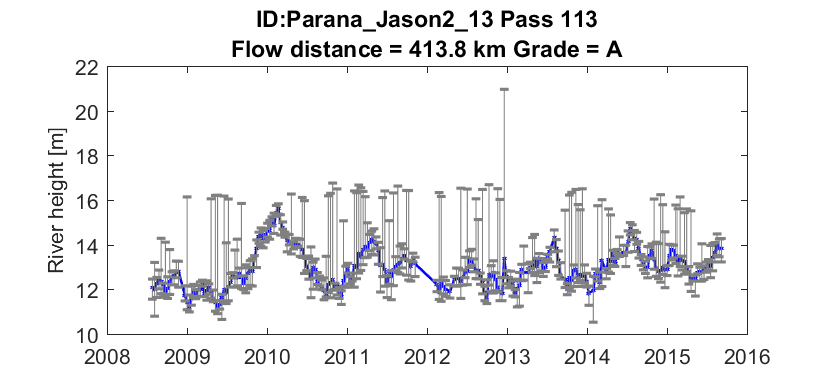 ID:Parana_Jason2_13 Pass 113
Flow distance = 413.8 km Grade = A
River height [m]
22
20
18
16
14
12
10
2008 2009 2010 2011 2012 2013 2014 2015 2016